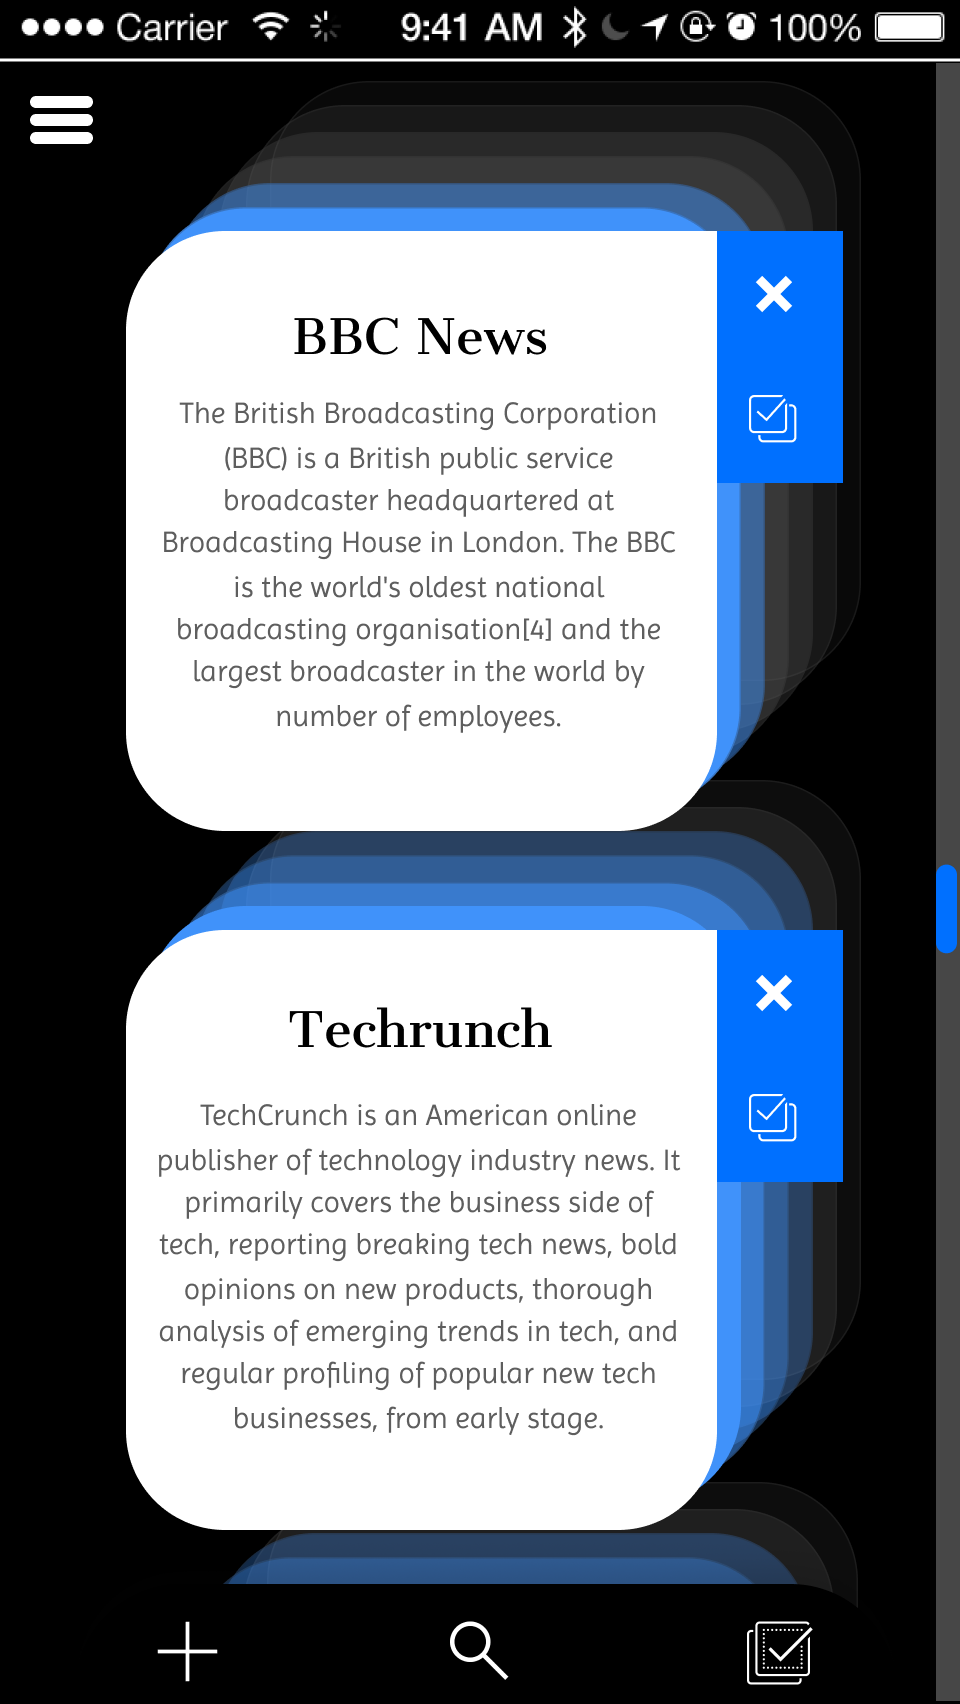 Carrier 9:41 AM 100%
BBC News
The British Broadcasting Corporation
(BBC) is a British public service
broadcaster headquartered at
Broadcasting House in London. The BBC
is the world's oldest national
broadcasting organisation[4] and the
largest broadcaster in the world by
number of employees.
Techrunch
TechCrunch is an American online
publisher of technology industry news. It
primarily covers the business side of
tech, reporting breaking tech news, bold
opinions on new products, thorough
analysis of emerging trends in tech, and
regular profiling of popular new tech
businesses, from early stage.